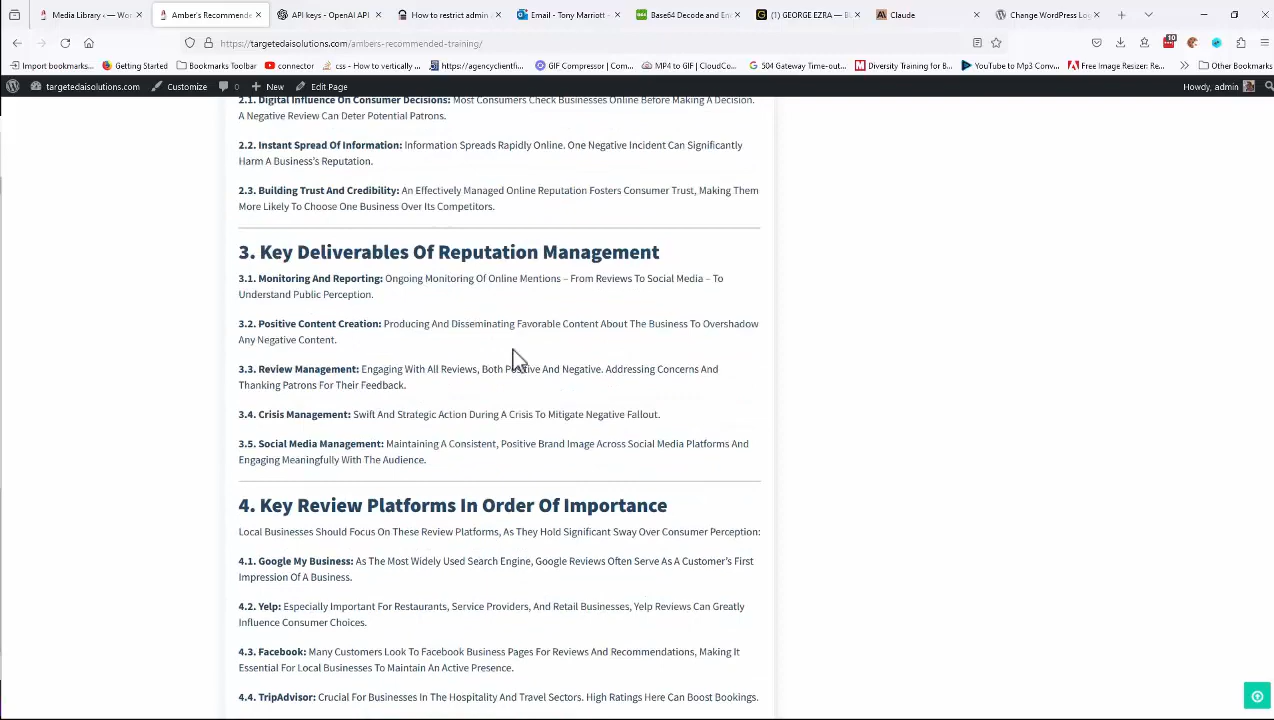 Media Library ‹ — Wor
Amber's Recommende
API keys - OpenAI API
How to restrict admin
Email - Tony Marriott -
Base64 Decode and En
(1) GEORGE EZRA — BL
Claude
Change WordPress Log
https://targetedaisolutions.com/ambers-recommended-training/
10
Import bookmarks...
Getting Started
Bookmarks Toolbar
connector
css - How to vertically ...
https://agencyclientfi...
GIF Compressor | Com...
MP4 to GIF | CloudCo...
504 Gateway Time-out...
Diversity Training for B...
YouTube to Mp3 Conv...
Free Image Resizer: Re...
Other Bookmarks
targetedaisolutions.com
Customize
0
New
Edit Page
Howdy, admin
2.1. Digital Influence On Consumer Decisions: Most Consumers Check Businesses Online Before Making A Decision.
A Negative Review Can Deter Potential Patrons.
2.2. Instant Spread Of Information: Information Spreads Rapidly Online. One Negative Incident Can Significantly
Harm A Business's Reputation.
2.3. Building Trust And Credibility: An Effectively Managed Online Reputation Fosters Consumer Trust, Making Them
More Likely To Choose One Business Over Its Competitors.
3. Key Deliverables Of Reputation Management
3.1. Monitoring And Reporting: Ongoing Monitoring Of Online Mentions – From Reviews To Social Media – To
Understand Public Perception.
3.2. Positive Content Creation: Producing And Disseminating Favorable Content About The Business To Overshadow
Any Negative Content.
3.3. Review Management: Engaging With All Reviews, Both Positive And Negative. Addressing Concerns And
Thanking Patrons For Their Feedback.
3.4. Crisis Management: Swift And Strategic Action During A Crisis To Mitigate Negative Fallout.
3.5. Social Media Management: Maintaining A Consistent, Positive Brand Image Across Social Media Platforms And
Engaging Meaningfully With The Audience.
4. Key Review Platforms In Order Of Importance
Local Businesses Should Focus On These Review Platforms, As They Hold Significant Sway Over Consumer Perception:
4.1. Google My Business: As The Most Widely Used Search Engine, Google Reviews Often Serve As A Customer's First
Impression Of A Business.
4.2. Yelp: Especially Important For Restaurants, Service Providers, And Retail Businesses, Yelp Reviews Can Greatly
Influence Consumer Choices.
4.3. Facebook: Many Customers Look To Facebook Business Pages For Reviews And Recommendations, Making It
Essential For Local Businesses To Maintain An Active Presence.
4.4. TripAdvisor: Crucial For Businesses In The Hospitality And Travel Sectors. High Ratings Here Can Boost Bookings.